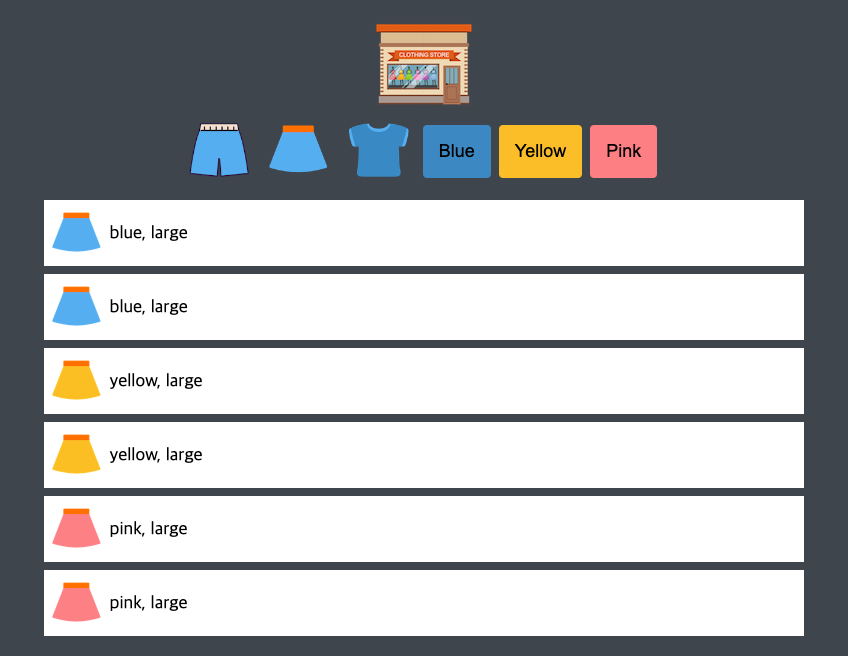 CLOTHING STORE
Blue Yellow Pink
blue, large
blue, large
yellow, large
yellow, large
pink, large
pink, large